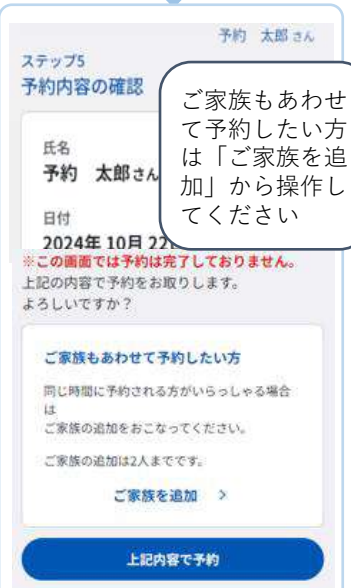 予約 太郎さん
ステップ5
予約内容の確認
ご家族もあわせ
て予約したい方
は「ご家族を追
加」から操作し
てください
氏名
予約 太郎さん
日付
2024年 10月 22
※この画面では予約は完了しておりません。
上記の内容で予約をお取りします。
よろしいですか？
ご家族もあわせて予約したい方
同じ時間に予約される方がいらっしゃる場合
は
ご家族の追加をおこなってください。
ご家族の追加は2人までです。
ご家族を追加 >
上記内容で予約